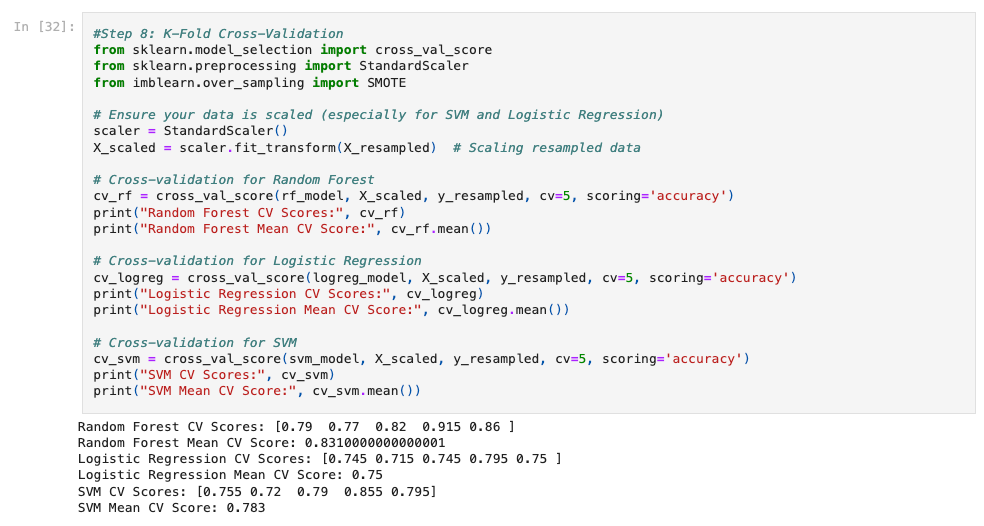 In [32]:
#Step 8: K-Fold Cross-Validation
from sklearn.model_selection import cross_val_score
from sklearn.preprocessing import StandardScaler
from imblearn.over_sampling import SMOTE

# Ensure your data is scaled (especially for SVM and Logistic Regression)
scaler = StandardScaler()
X_scaled = scaler.fit_transform(X_resampled)  # Scaling resampled data

# Cross-validation for Random Forest
cv_rf = cross_val_score(rf_model, X_scaled, y_resampled, cv=5, scoring='accuracy')
print("Random Forest CV Scores:", cv_rf)
print("Random Forest Mean CV Score:", cv_rf.mean())

# Cross-validation for Logistic Regression
cv_logreg = cross_val_score(logreg_model, X_scaled, y_resampled, cv=5, scoring='accuracy')
print("Logistic Regression CV Scores:", cv_logreg)
print("Logistic Regression Mean CV Score:", cv_logreg.mean())

# Cross-validation for SVM
cv_svm = cross_val_score(svm_model, X_scaled, y_resampled, cv=5, scoring='accuracy')
print("SVM CV Scores:", cv_svm)
print("SVM Mean CV Score:", cv_svm.mean())

Random Forest CV Scores: [0.79  0.77  0.82  0.915 0.86 ]
Random Forest Mean CV Score: 0.8310000000000001
Logistic Regression CV Scores: [0.745 0.715 0.745 0.795 0.75 ]
Logistic Regression Mean CV Score: 0.75
SVM CV Scores: [0.755 0.72  0.79  0.855 0.795]
SVM Mean CV Score: 0.783